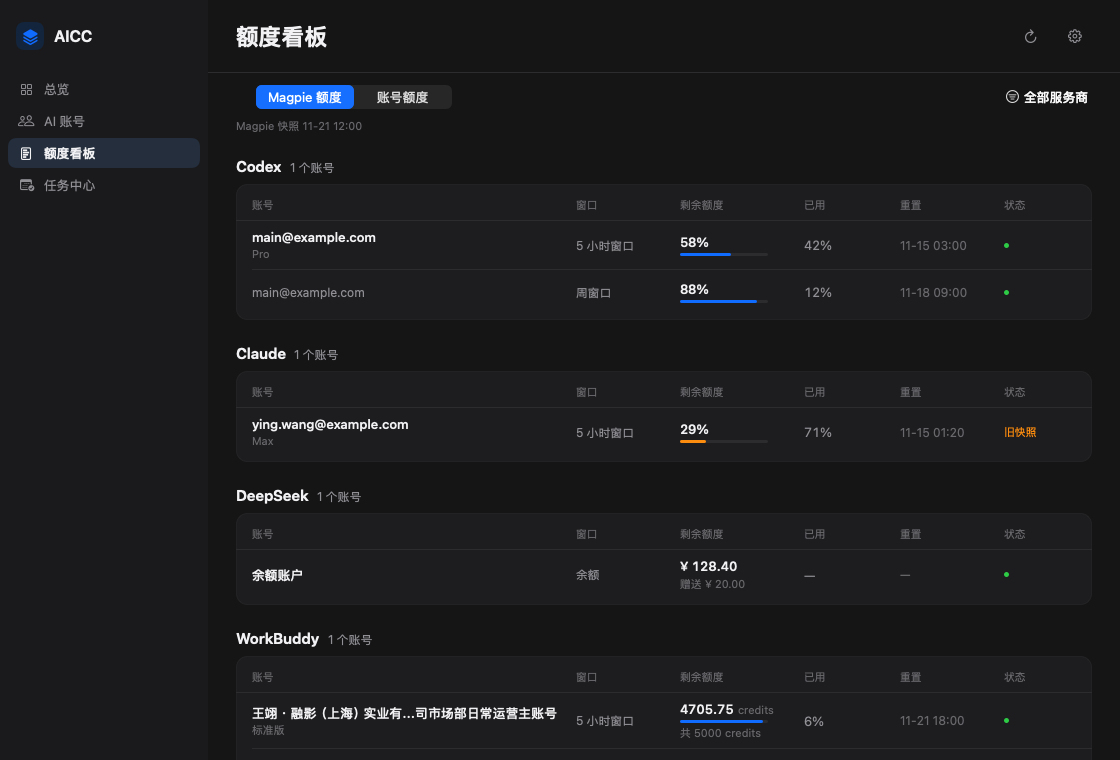 AICC
总览
AI 账号
额度看板
任务中心
额度看板
Magpie 额度 账号额度
全部服务商
Magpie 快照 11-21 12:00
Codex 1 个账号
账号 窗口 剩余额度 已用 重置 状态
main@example.com
Pro
5 小时窗口 58% 42% 11-15 03:00
main@example.com 周窗口 88% 12% 11-18 09:00
Claude 1 个账号
账号 窗口 剩余额度 已用 重置 状态
ying.wang@example.com
Max
5 小时窗口 29% 71% 11-15 01:20 旧快照
DeepSeek 1 个账号
账号 窗口 剩余额度 已用 重置 状态
余额账户 余额 ¥ 128.40 — —
赠送 ¥ 20.00
WorkBuddy 1 个账号
账号 窗口 剩余额度 已用 重置 状态
王翊 · 融影（上海）实业有...司市场部日常运营主账号
标准版
5 小时窗口 4705.75 credits 6% 11-21 18:00
共 5000 credits